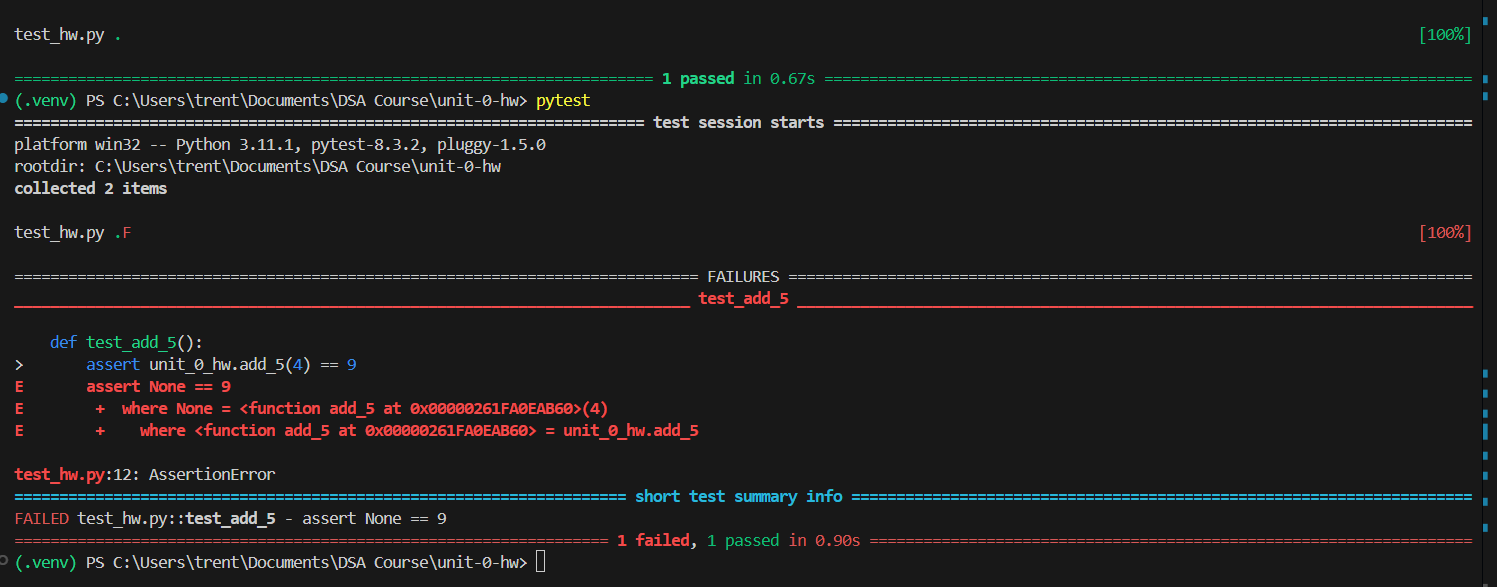 test_hw.py . [100%]
======================================================================= 1 passed in 0.67s ========================================================================
(.venv) PS C:\Users\trent\Documents\DSA Course\unit-0-hw> pytest
====================================================================== test session starts =======================================================================
platform win32 -- Python 3.11.1, pytest-8.3.2, pluggy-1.5.0
rootdir: C:\Users\trent\Documents\DSA Course\unit-0-hw
collected 2 items
test_hw.py .F [100%]
============================================================================ FAILURES ============================================================================
___________________________________________________________________________ test_add_5 ___________________________________________________________________________
    def test_add_5():
>       assert unit_0_hw.add_5(4) == 9
E       assert None == 9
E        +  where None = <function add_5 at 0x00000261FA0EAB60>(4)
E        +    where <function add_5 at 0x00000261FA0EAB60> = unit_0_hw.add_5
test_hw.py:12: AssertionError
==================================================================== short test summary info =====================================================================
FAILED test_hw.py::test_add_5 - assert None == 9
================================================================== 1 failed, 1 passed in 0.90s ===================================================================
(.venv) PS C:\Users\trent\Documents\DSA Course\unit-0-hw>